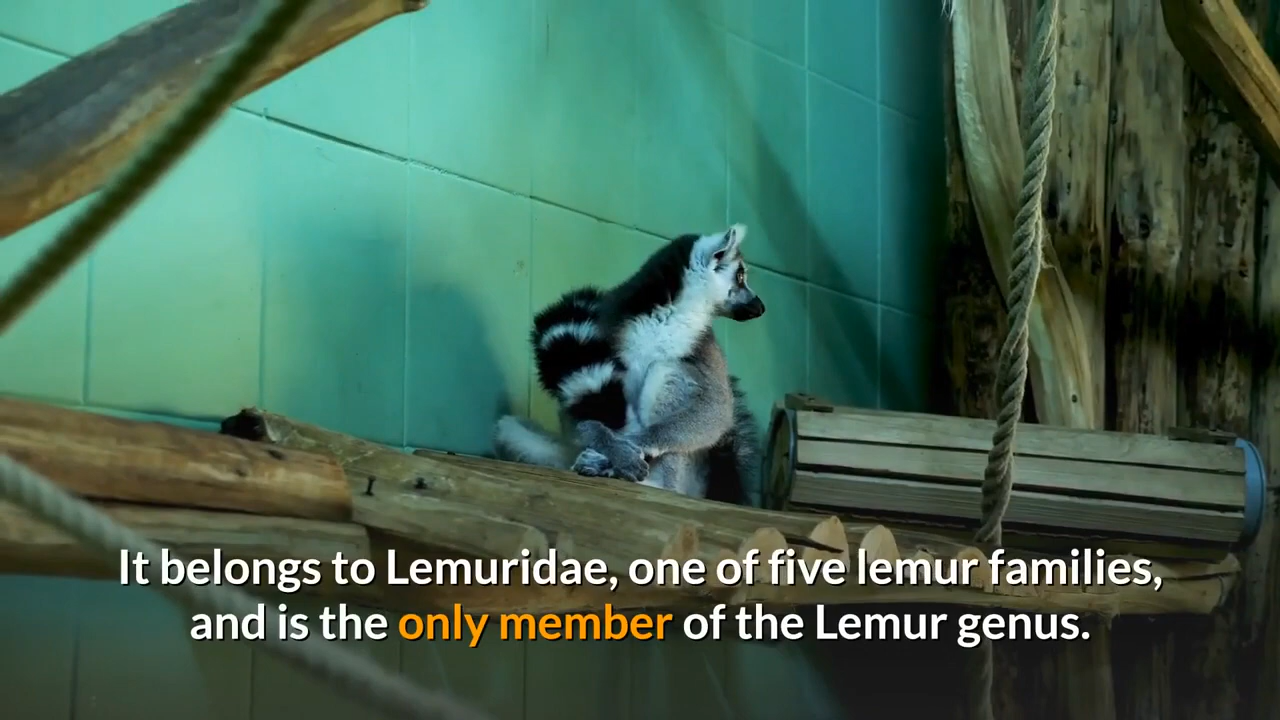 It belongs to Lemuridae, one of five lemur families,
and is the only member of the Lemur genus.